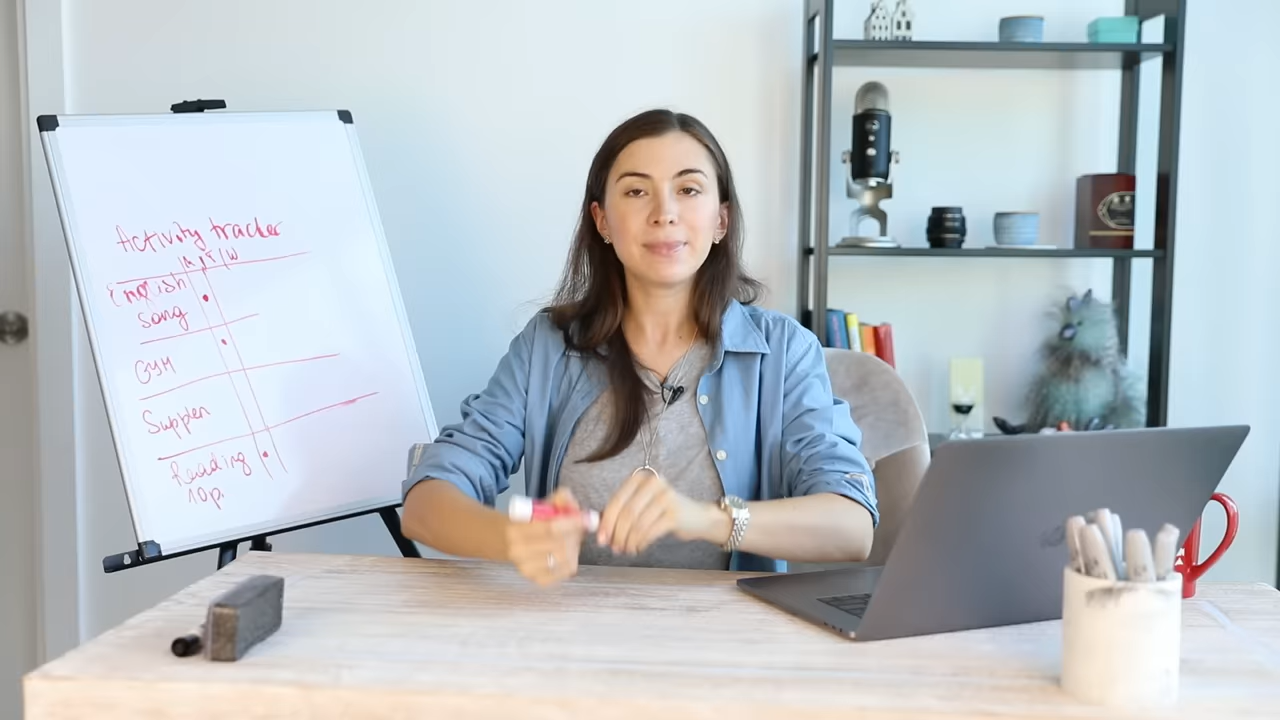 Activity tracker
M T W
English
song
GYM
Supplem
Reading
10p.